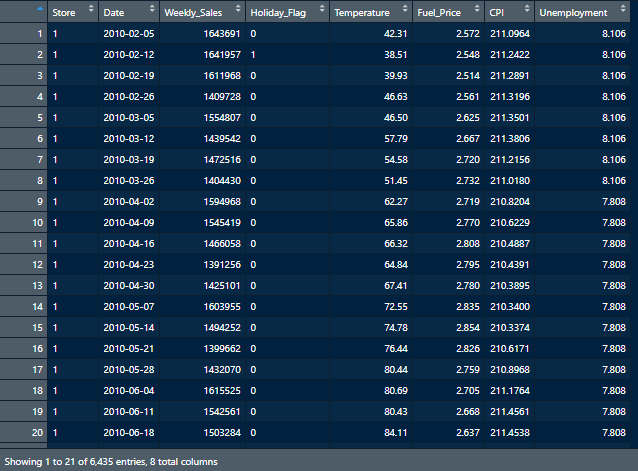 Store Date Weekly_Sales Holiday_Flag Temperature Fuel_Price CPI Unemployment
1 1 2010-02-05 1643691 0 42.31 2.572 211.0964 8.106
2 1 2010-02-12 1641957 1 38.51 2.548 211.2422 8.106
3 1 2010-02-19 1611968 0 39.93 2.514 211.2891 8.106
4 1 2010-02-26 1409728 0 46.63 2.561 211.3196 8.106
5 1 2010-03-05 1554807 0 46.50 2.625 211.3501 8.106
6 1 2010-03-12 1439542 0 57.79 2.667 211.3806 8.106
7 1 2010-03-19 1472516 0 54.58 2.720 211.2156 8.106
8 1 2010-03-26 1404430 0 51.45 2.732 211.0180 8.106
9 1 2010-04-02 1594968 0 62.27 2.719 210.8204 7.808
10 1 2010-04-09 1545419 0 65.86 2.770 210.6229 7.808
11 1 2010-04-16 1466058 0 66.32 2.808 210.4887 7.808
12 1 2010-04-23 1391256 0 64.84 2.795 210.4391 7.808
13 1 2010-04-30 1425101 0 67.41 2.780 210.3895 7.808
14 1 2010-05-07 1603955 0 72.55 2.835 210.3400 7.808
15 1 2010-05-14 1494252 0 74.78 2.854 210.3374 7.808
16 1 2010-05-21 1399662 0 76.44 2.826 210.6171 7.808
17 1 2010-05-28 1432070 0 80.44 2.759 210.8968 7.808
18 1 2010-06-04 1615525 0 80.69 2.705 211.1764 7.808
19 1 2010-06-11 1542561 0 80.43 2.668 211.4561 7.808
20 1 2010-06-18 1503284 0 84.11 2.637 211.4538 7.808
Showing 1 to 21 of 6,435 entries, 8 total columns